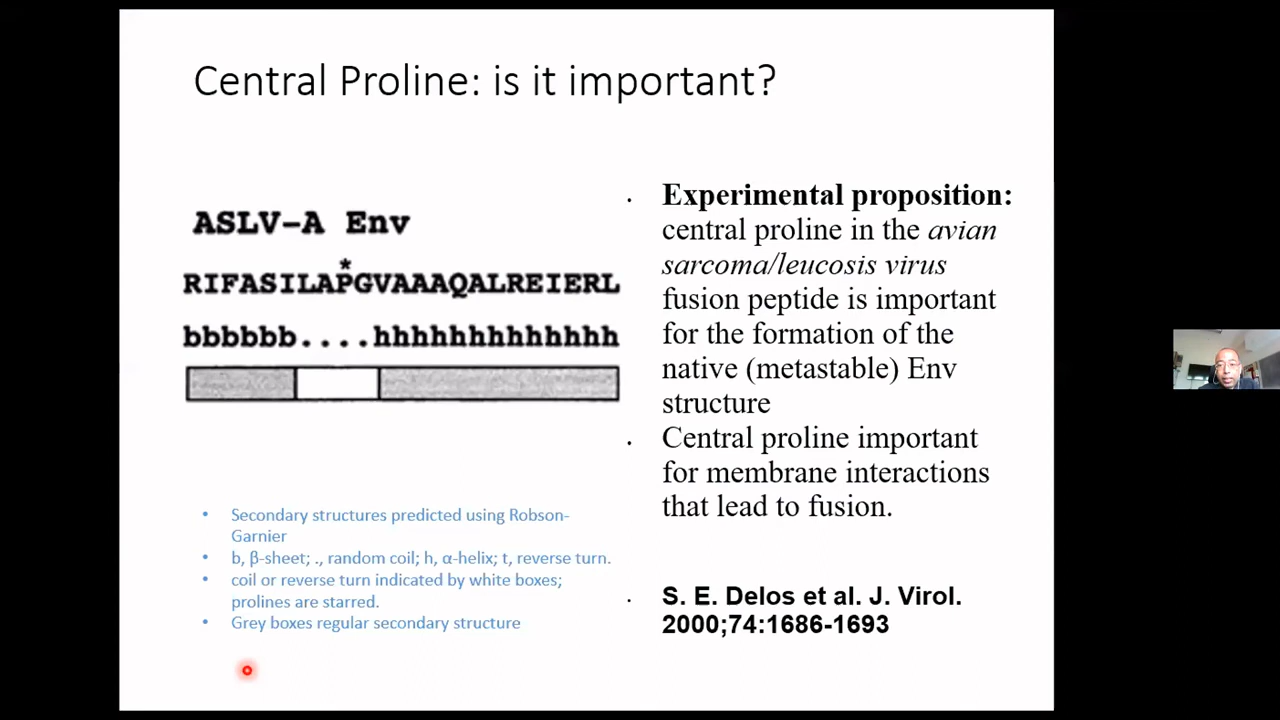 Central Proline: is it important?
ASLV-A Env
*
RIFASILAPGVAAAQALREIERL
bbbbbb....hhhhhhhhhhhhh
• Secondary structures predicted using Robson-
Garnier
• b, β-sheet; ., random coil; h, α-helix; t, reverse turn.
• coil or reverse turn indicated by white boxes;
prolines are starred.
• Grey boxes regular secondary structure
• Experimental proposition:
central proline in the avian
sarcoma/leucosis virus
fusion peptide is important
for the formation of the
native (metastable) Env
structure
• Central proline important
for membrane interactions
that lead to fusion.
• S. E. Delos et al. J. Virol.
2000;74:1686-1693